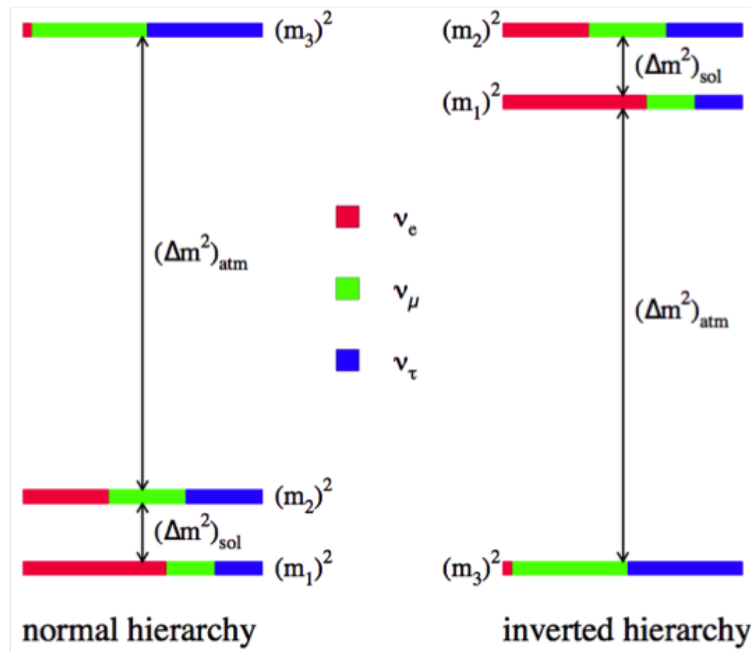 (m₃)²
(Δm²)atm
(m₂)²
(Δm²)sol
(m₁)²
normal hierarchy
νe
νμ
ντ
(m₂)²
(Δm²)sol
(m₁)²
(Δm²)atm
(m₃)²
inverted hierarchy